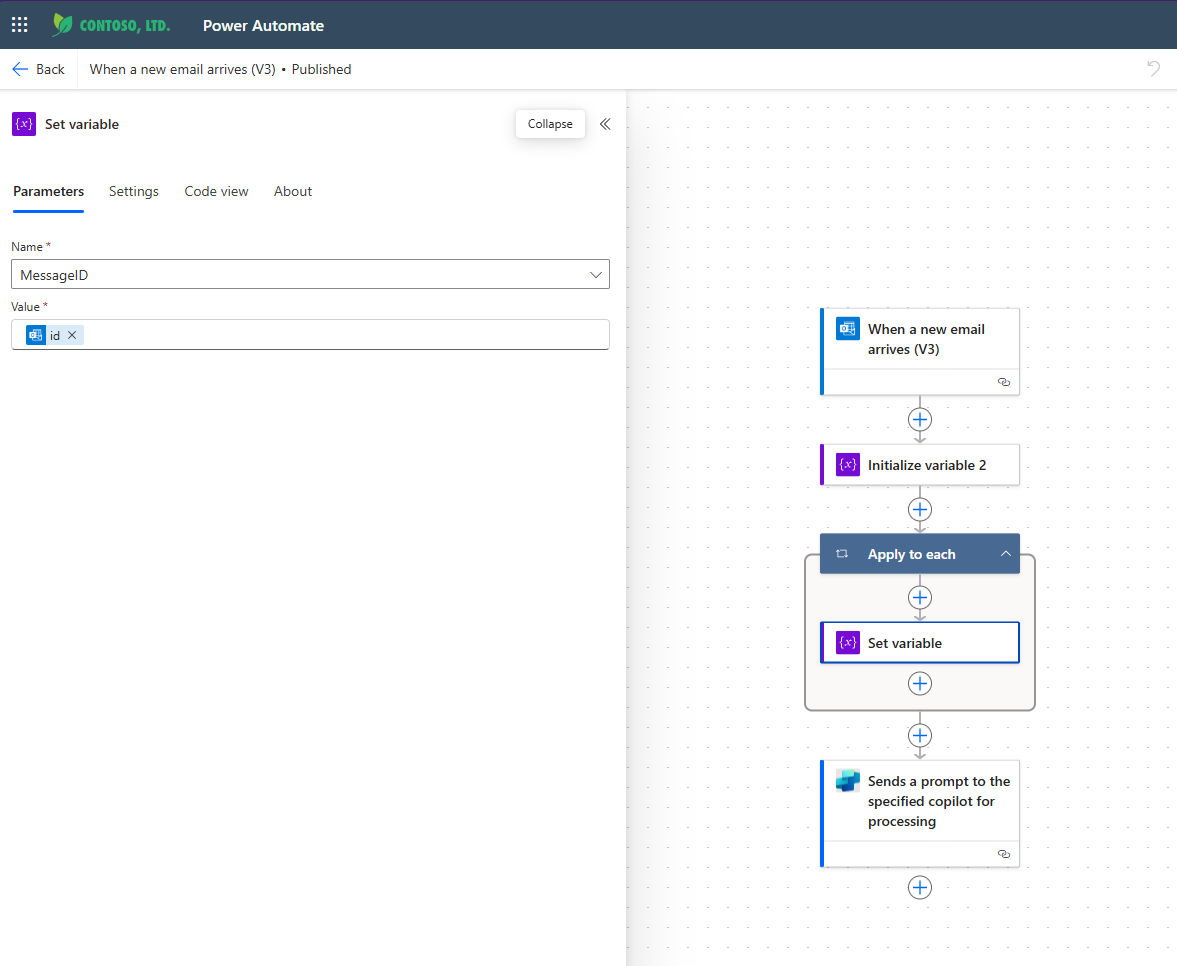 CONTOSO, LTD. Power Automate
Back When a new email arrives (V3) • Published
{x} Set variable Collapse
Parameters Settings Code view About
Name *
MessageID
Value *
id
When a new email
arrives (V3)
{x} Initialize variable 2
Apply to each
{x} Set variable
Sends a prompt to the
specified copilot for
processing